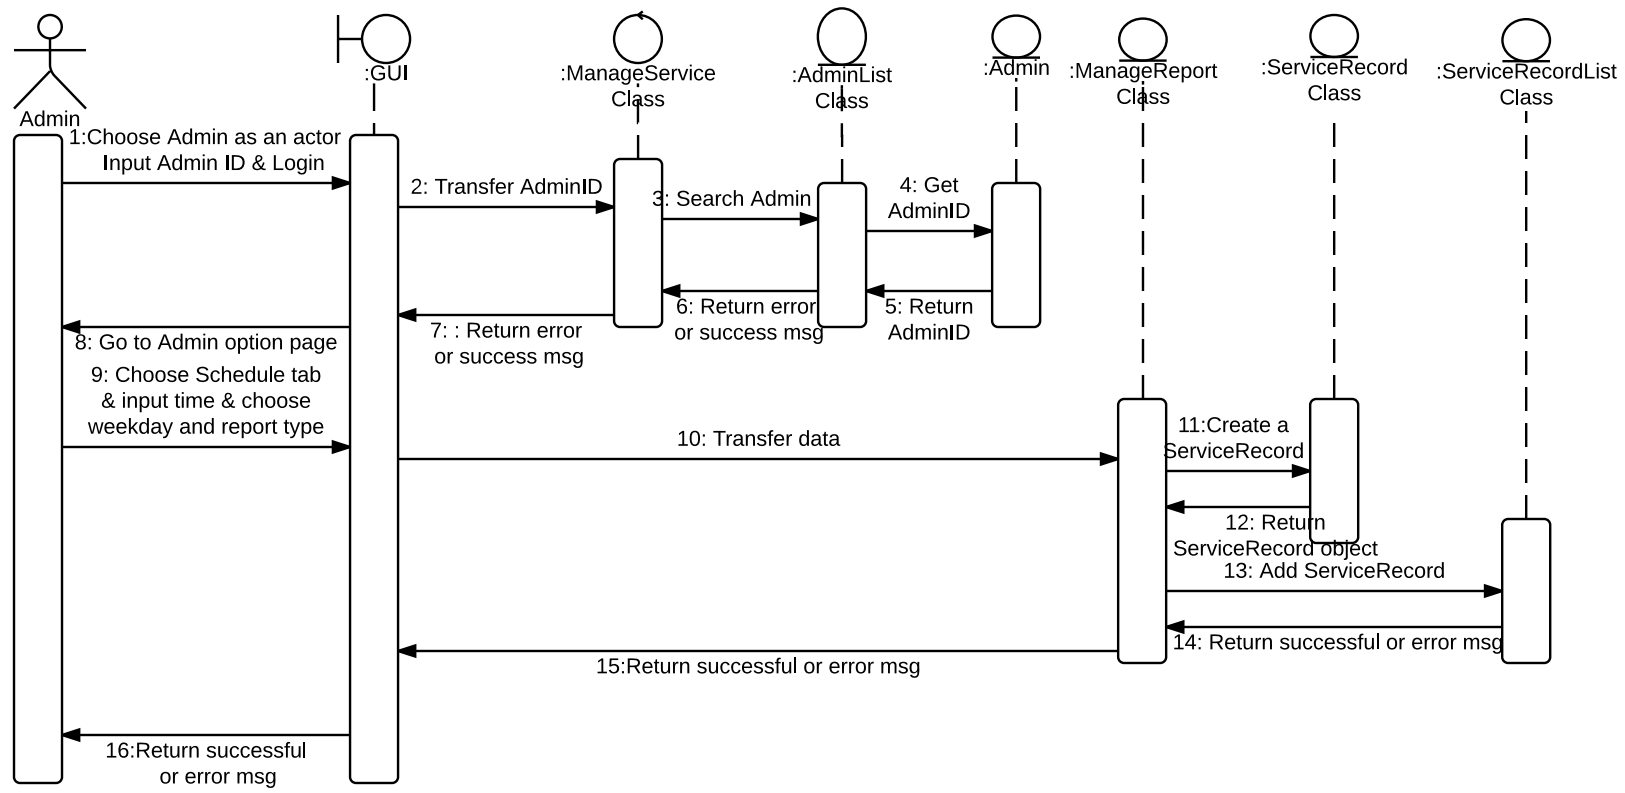 Admin
:GUI
:ManageService
Class
:AdminList
Class
:Admin
:ManageReport
Class
:ServiceRecord
Class
:ServiceRecordList
Class
1:Choose Admin as an actor
Input Admin ID & Login
2: Transfer AdminID
3: Search Admin
4: Get
AdminID
5: Return
AdminID
6: Return error
or success msg
7: : Return error
or success msg
8: Go to Admin option page
9: Choose Schedule tab
& input time & choose
weekday and report type
10: Transfer data
11:Create a
ServiceRecord
12: Return
ServiceRecord object
13: Add ServiceRecord
14: Return successful or error msg
15:Return successful or error msg
16:Return successful
or error msg